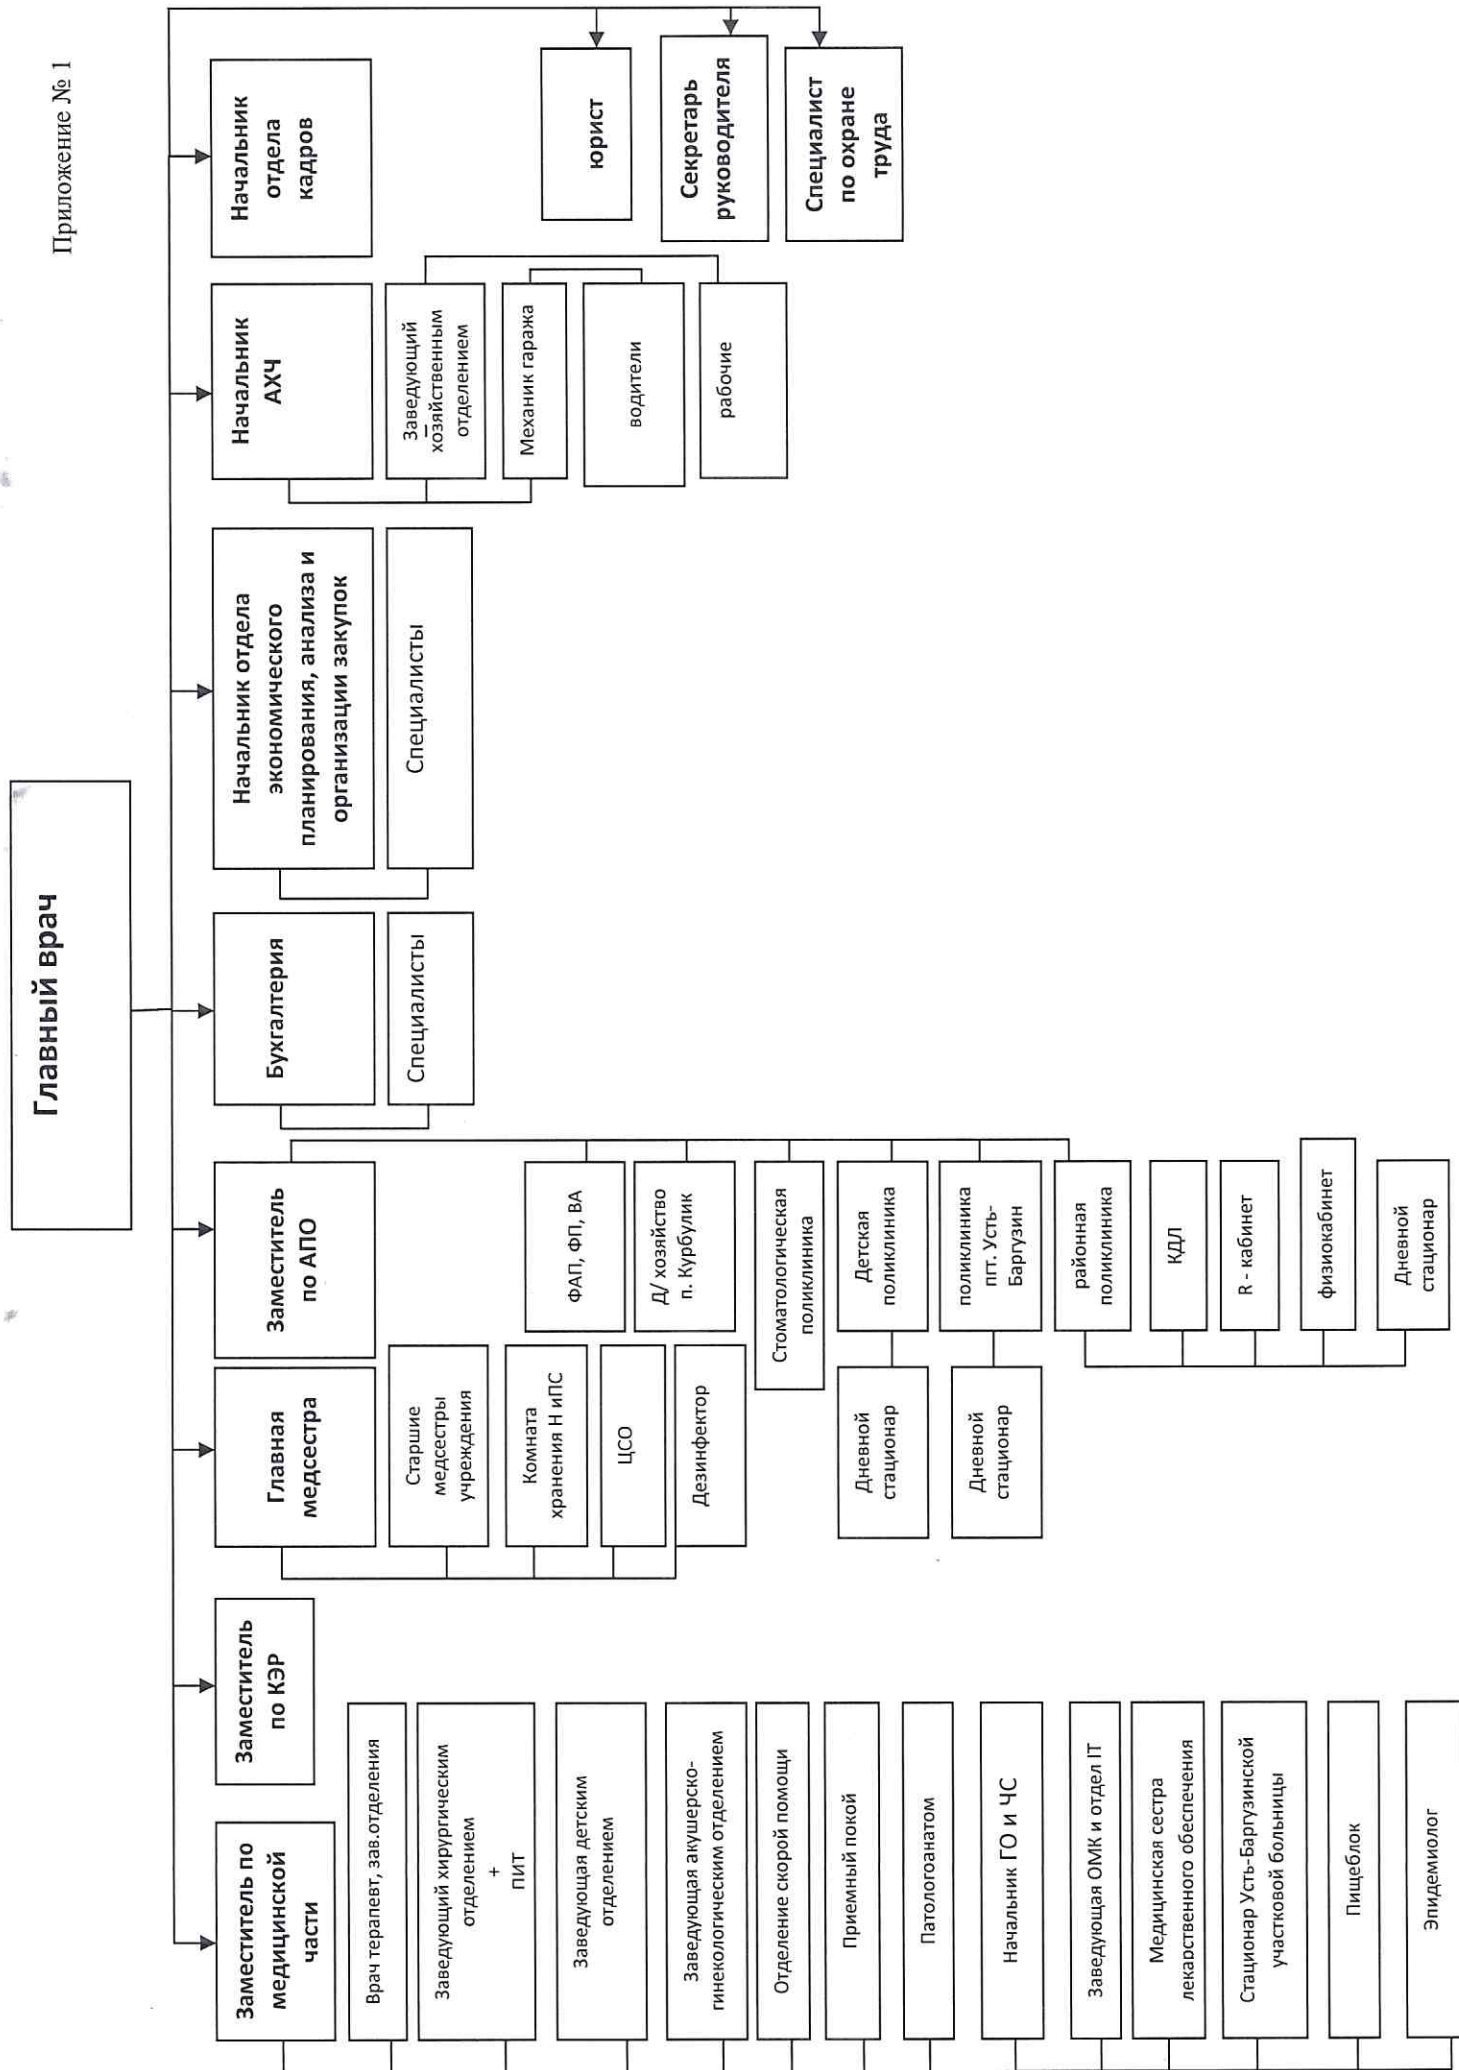 Приложение № 1
Главный врач
Заместитель по
медицинской
части
Заместитель
по КЭР
Главная
медсестра
Заместитель
по АПО
Бухгалтерия
Начальник отдела
экономического
планирования, анализа и
организации закупок
Начальник
АХЧ
Начальник
отдела
кадров
Врач терапевт, зав.отделения
Заведующий хирургическим
отделением
+
ПИТ
Заведующая детским
отделением
Заведующая акушерско-
гинекологическим отделением
Отделение скорой помощи
Приемный покой
Патологоанатом
Начальник ГО и ЧС
Заведующая ОМК и отдел IT
Медицинская сестра
лекарственного обеспечения
Стационар Усть-Баргузинской
участковой больницы
Пищеблок
Эпидемиолог
Старшие
медсестры
учреждения
Комната
хранения Н иПС
ЦСО
Дезинфектор
ФАП, ФП, ВА
Д/ хозяйство
п. Курбулик
Стоматологическая
поликлиника
Детская
поликлиника
Дневной
стационар
поликлиника
пгт. Усть-
Баргузин
Дневной
стационар
районная
поликлиника
КДЛ
R - кабинет
физиокабинет
Дневной
стационар
Специалисты
Специалисты
Заведующий
хозяйственным
отделением
Механик гаража
водители
рабочие
юрист
Секретарь
руководителя
Специалист
по охране
труда